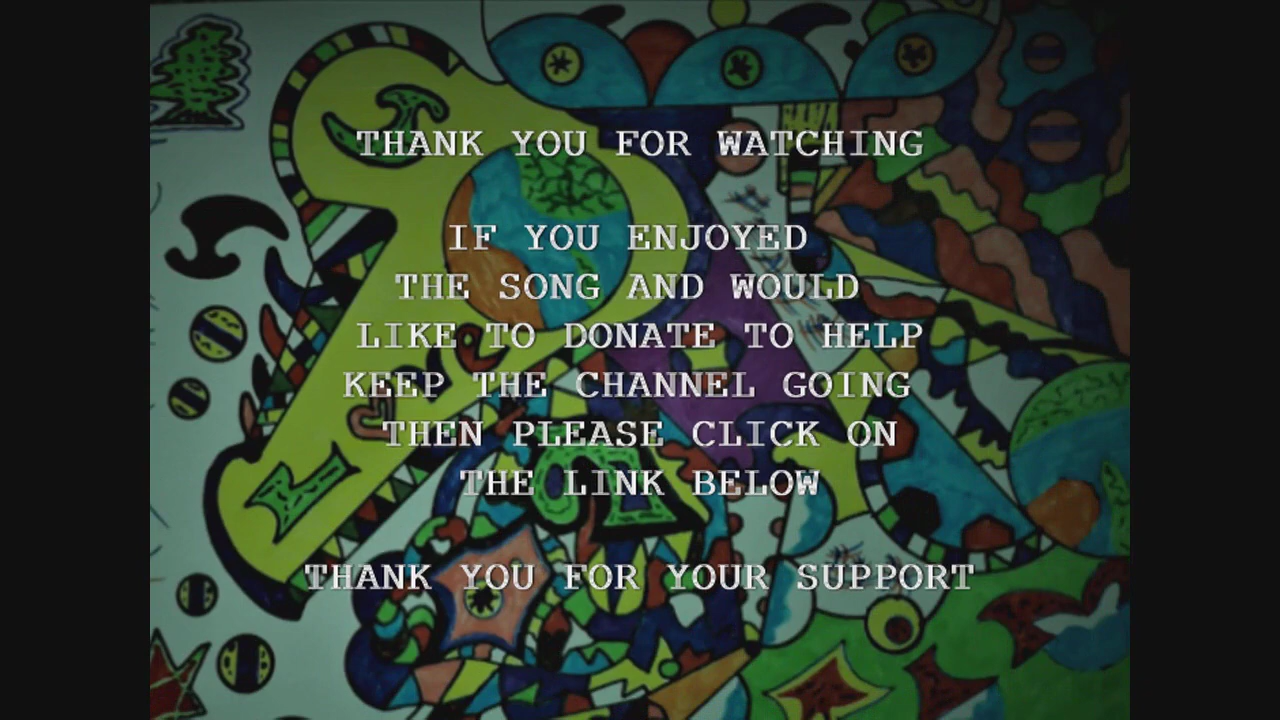 THANK YOU FOR WATCHING
IF YOU ENJOYED
THE SONG AND WOULD
LIKE TO DONATE TO HELP
KEEP THE CHANNEL GOING
THEN PLEASE CLICK ON
THE LINK BELOW
THANK YOU FOR YOUR SUPPORT